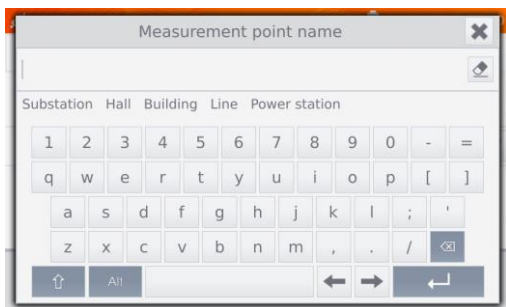 Measurement point name
Substation Hall Building Line Power station
1 2 3 4 5 6 7 8 9 0 - =
q w e r t y u i o p [ ]
a s d f g h j k l ; '
z x c v b n m , . /
Alt